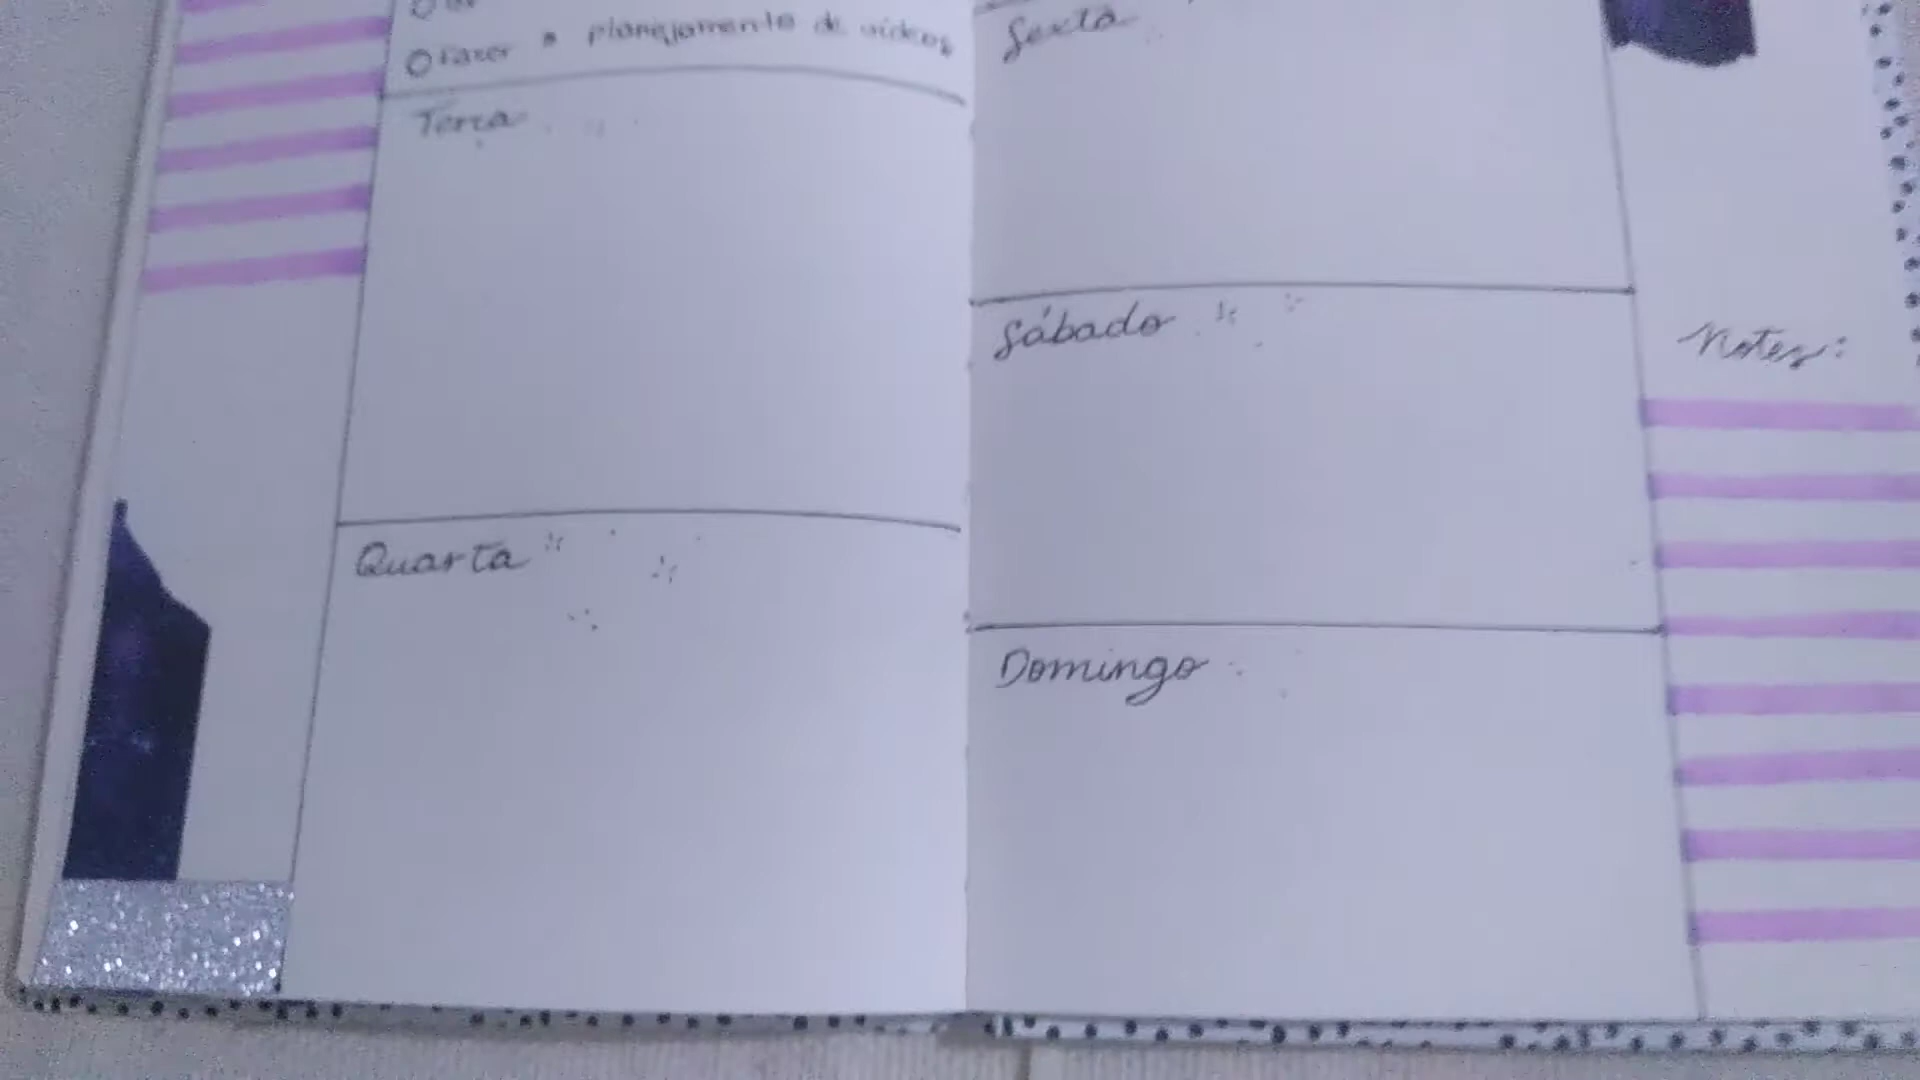 O Fazer o planejamento de vídeos
Terça
Quarta
Sexta
Sábado
Domingo
Notes: